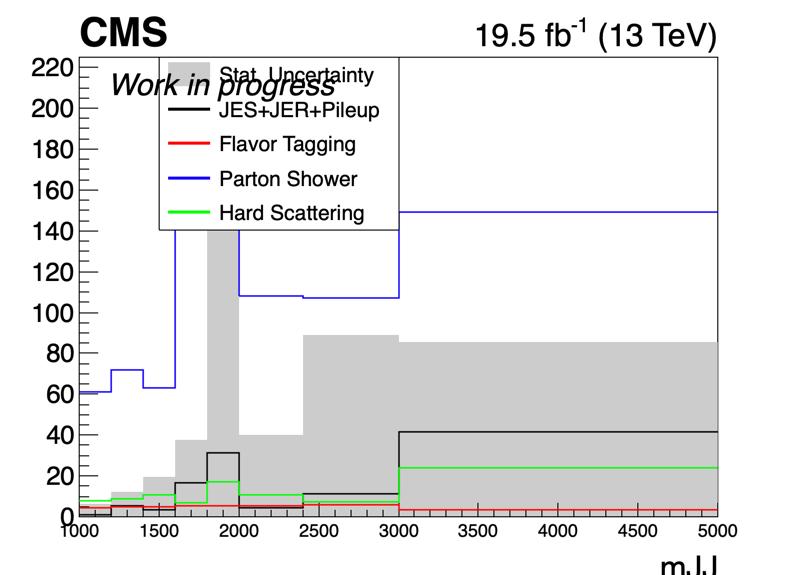 CMS
19.5 fb-1 (13 TeV)
Work in progress
Stat. Uncertainty
JES+JER+Pileup
Flavor Tagging
Parton Shower
Hard Scattering
220
200
180
160
140
120
100
80
60
40
20
0
1000 1500 2000 2500 3000 3500 4000 4500 5000
mJJ